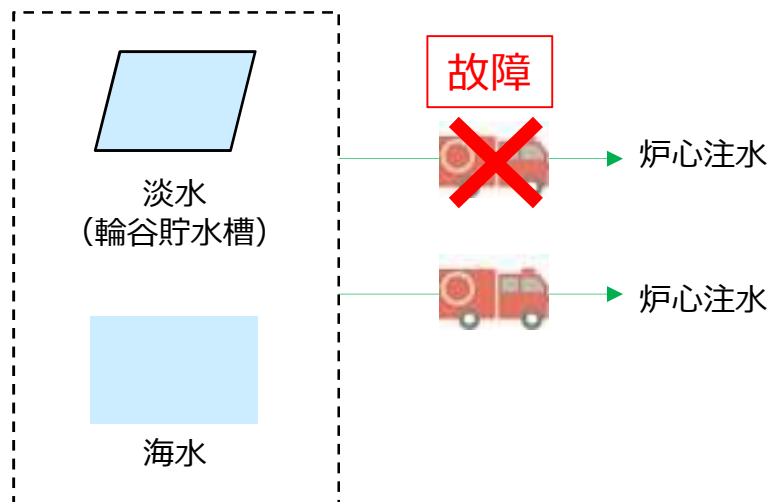 故障
炉心注水
淡水
（輪谷貯水槽）
炉心注水
海水